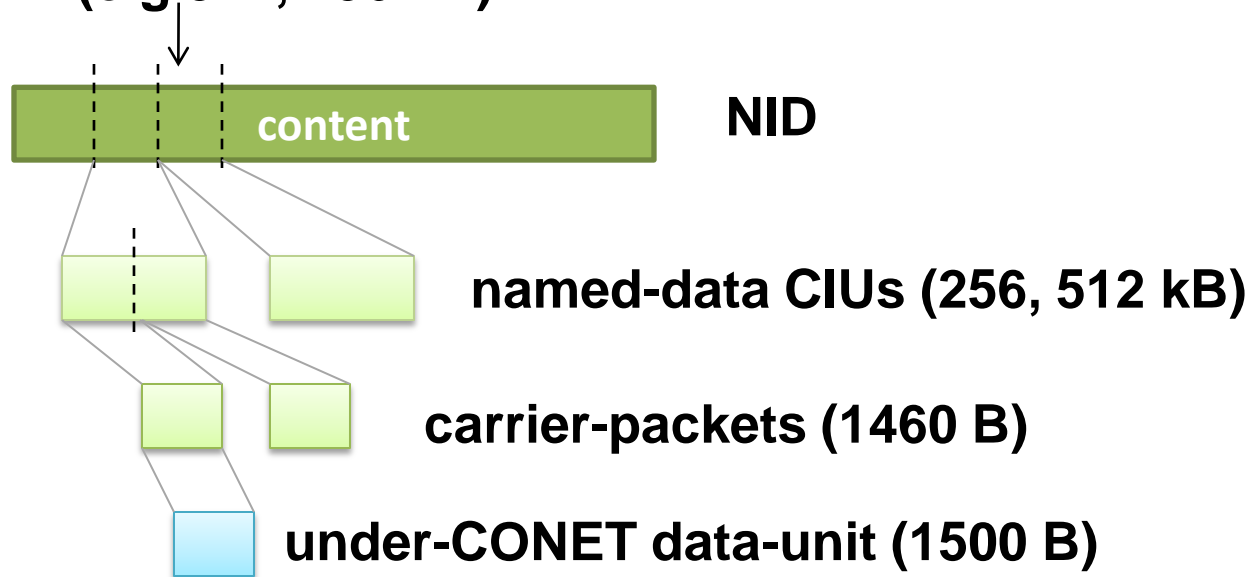 content
NID
named-data CIUs (256, 512 kB)
carrier-packets (1460 B)
under-CONET data-unit (1500 B)